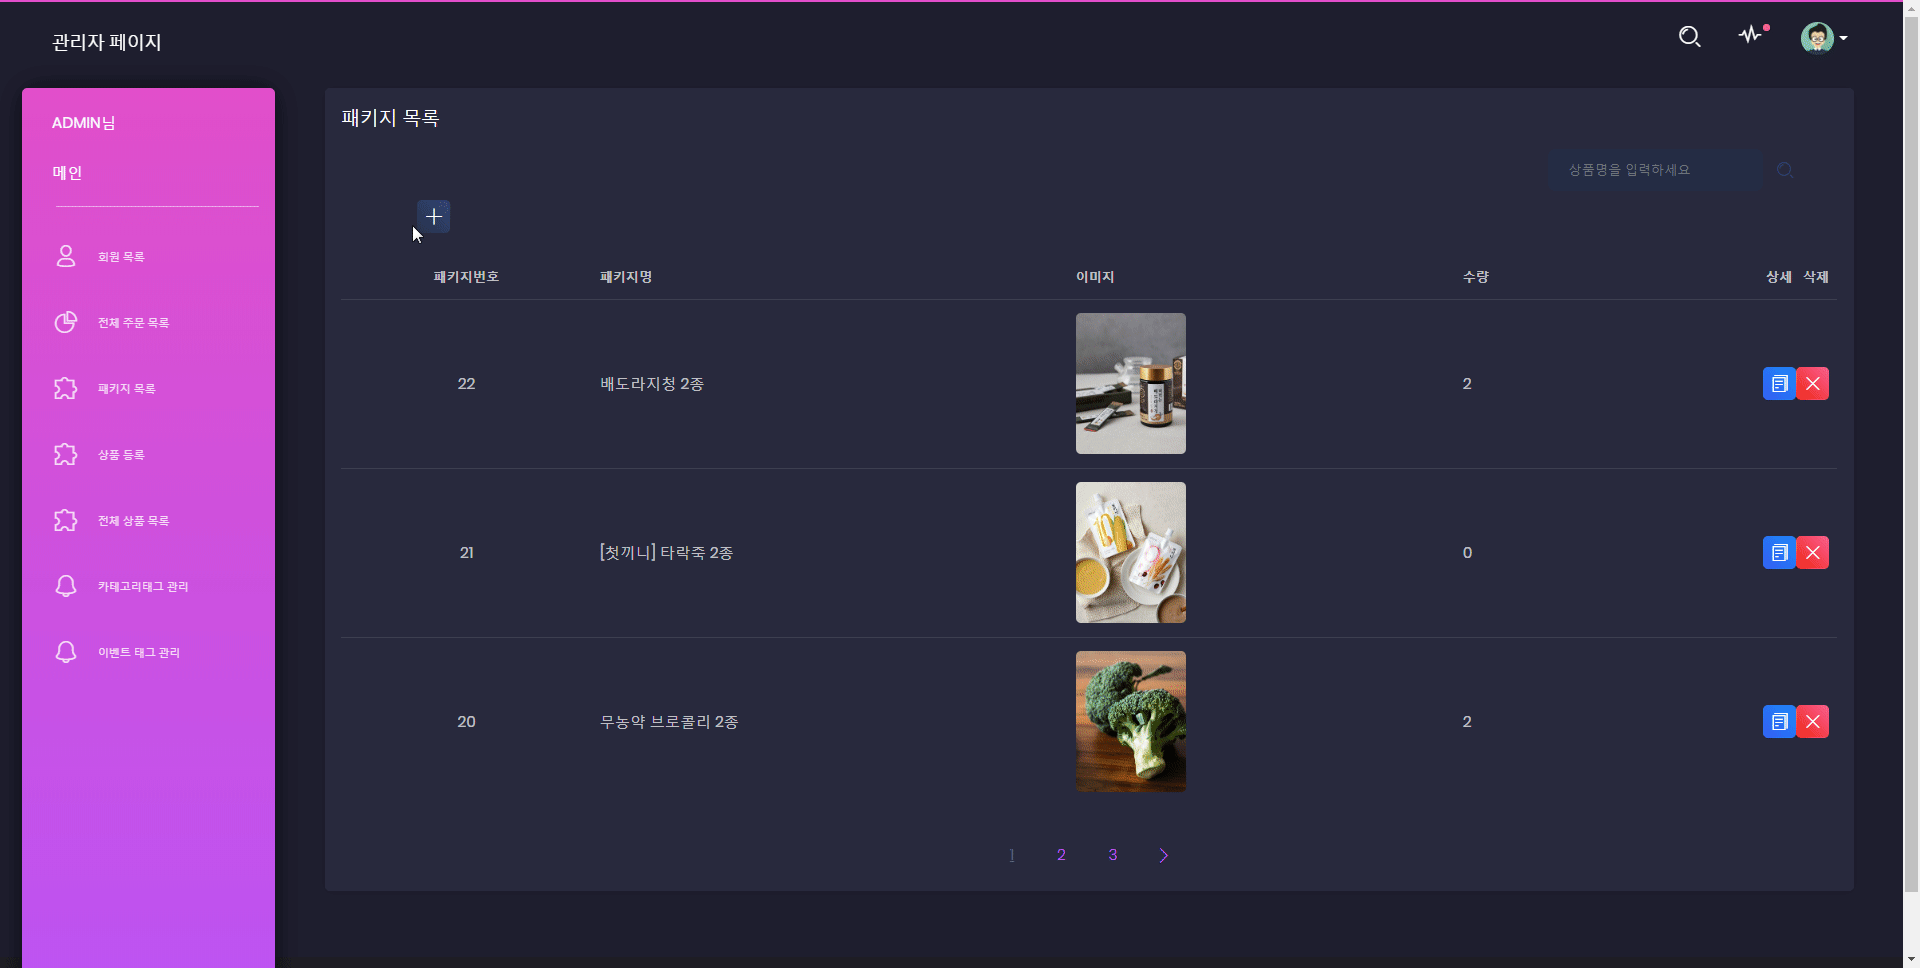 관리자 페이지
ADMIN님
메인
회원 목록
전체 주문 목록
패키지 목록
상품 등록
전체 상품 목록
카테고리태그 관리
이벤트 태그 관리
패키지 목록
상품명을 입력하세요
패키지번호 패키지명 이미지 수량 상세 삭제
22 배도라지청 2종 2
21 [첫끼니] 타락죽 2종 0
20 무농약 브로콜리 2종 2
1 2 3